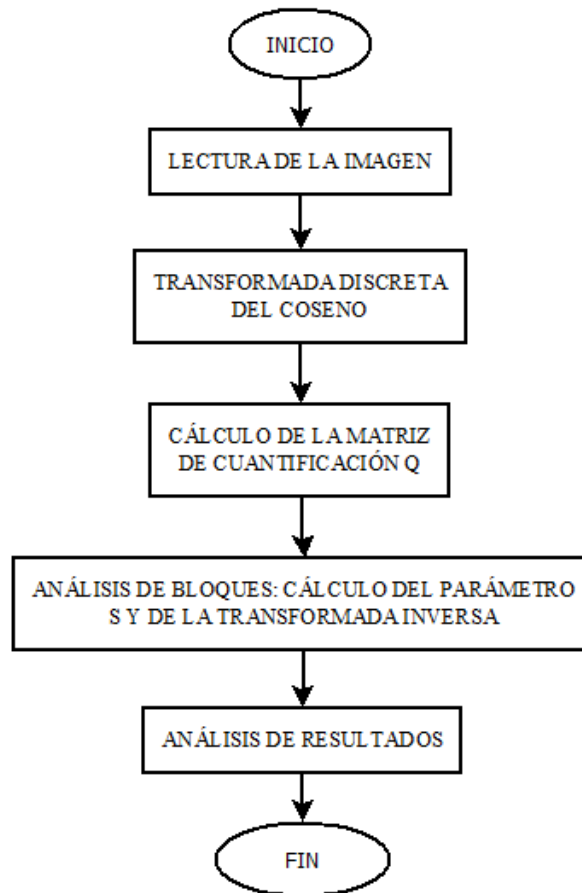 INICIO
LECTURA DE LA IMAGEN
TRANSFORMADA DISCRETA
DEL COSENO
CÁLCULO DE LA MATRIZ
DE CUANTIFICACIÓN Q
ANÁLISIS DE BLOQUES: CÁLCULO DEL PARÁMETRO
S Y DE LA TRANSFORMADA INVERSA
ANÁLISIS DE RESULTADOS
FIN